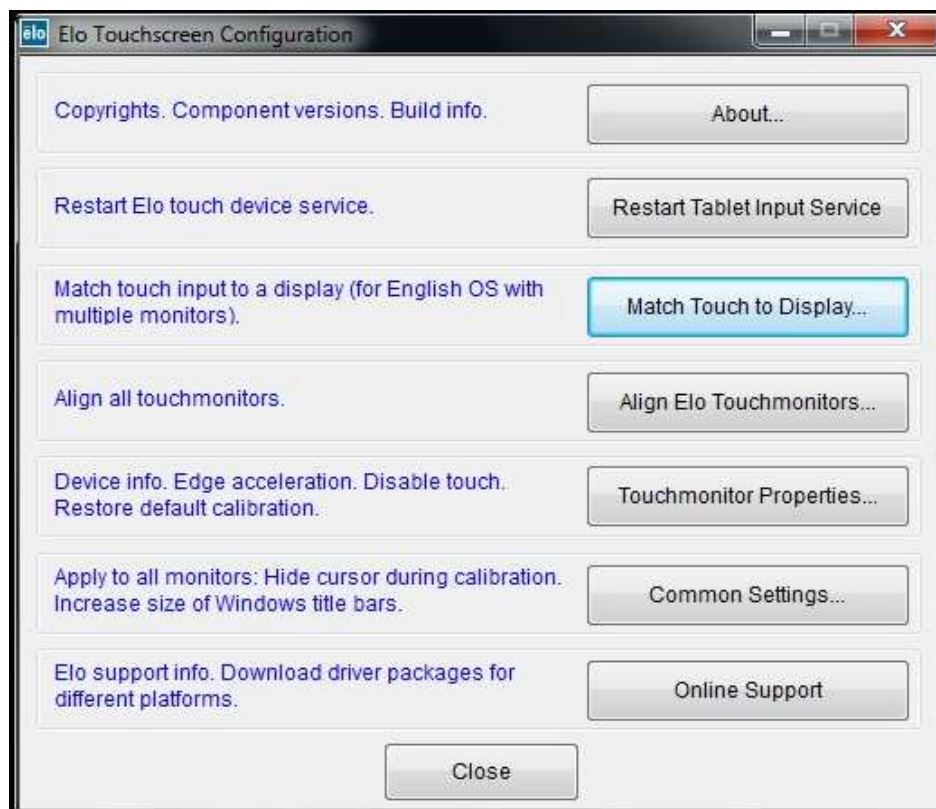 elo Elo Touchscreen Configuration
Copyrights. Component versions. Build info.
About...
Restart Elo touch device service.
Restart Tablet Input Service
Match touch input to a display (for English OS with
multiple monitors).
Match Touch to Display...
Align all touchmonitors.
Align Elo Touchmonitors...
Device info. Edge acceleration. Disable touch.
Restore default calibration.
Touchmonitor Properties...
Apply to all monitors: Hide cursor during calibration.
Increase size of Windows title bars.
Common Settings...
Elo support info. Download driver packages for
different platforms.
Online Support
Close